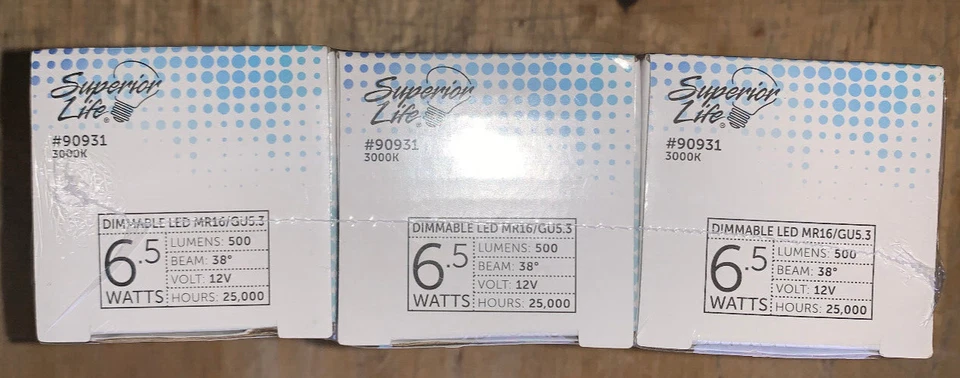 Superior
Life®
#90931
3000K
DIMMABLE LED MR16/GU5.3
6.5
WATTS
LUMENS: 500
BEAM: 38°
VOLT: 12V
HOURS: 25,000
Superior
Life®
#90931
3000K
DIMMABLE LED MR16/GU5.3
6.5
WATTS
LUMENS: 500
BEAM: 38°
VOLT: 12V
HOURS: 25,000
Superior
Life®
#90931
3000K
DIMMABLE LED MR16/GU5.3
6.5
WATTS
LUMENS: 500
BEAM: 38°
VOLT: 12V
HOURS: 25,000